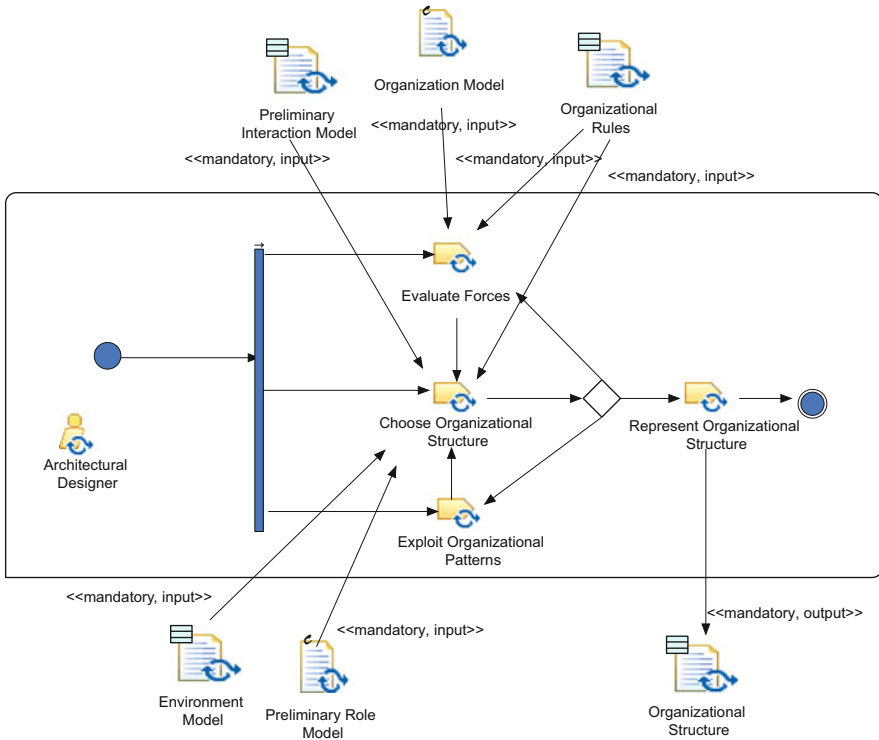 Organization Model
Preliminary
Interaction Model
Organizational
Rules
<<mandatory, input>>
<<mandatory, input>>
<<mandatory, input>>
<<mandatory, input>>
Evaluate Forces
Choose Organizational
Structure
Represent Organizational
Structure
Architectural
Designer
Exploit Organizational
Patterns
<<mandatory, input>>
<<mandatory, output>>
<<mandatory, input>>
Environment
Model
Preliminary Role
Model
Organizational
Structure